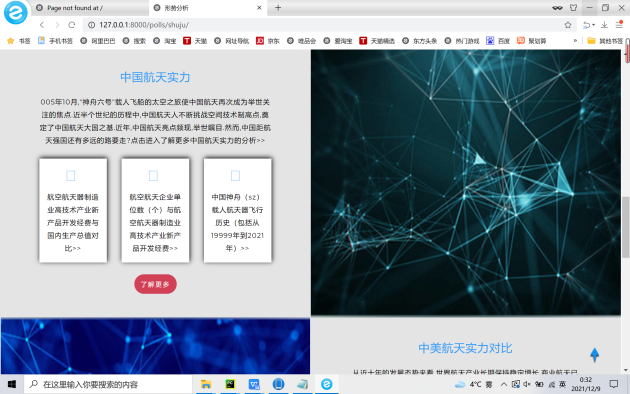 Page not found at /
形势分析
127.0.0.1:8000/polls/shuju/
书签 手机书签 阿里巴巴 搜索 淘宝 天猫 网址导航 京东 唯品会 爱淘宝 天猫精选 东方头条 热门游戏 百度 聚划算 » 其他书签
中国航天实力
005年10月,"神舟六号"载人飞船的太空之旅使中国航天再次成为举世关
注的焦点.近半个世纪的历程中,中国航天人不断挑战空间技术制高点,奠
定了中国航天大国之基.近年,中国航天亮点频现,举世瞩目.然而,中国距航
天强国还有多远的路要走?点击进入了解更多中国航天实力的分析>>
航空航天器制造
业高技术产业新
产品开发经费与
国内生产总值对
比>>
航空航天企业单
位数（个）与航
空航天器制造业
高技术产业新产
品开发经费>>
中国神舟（sz）
载人航天器飞行
历史（包括从
19999年到2021
年）>>
了解更多
中美航天实力对比
从近十年的发展态势来看,世界航天产业长期保持稳定增长,商业航天已
在这里输入你要搜索的内容
4°C 雾
英
0:32
2021/12/9